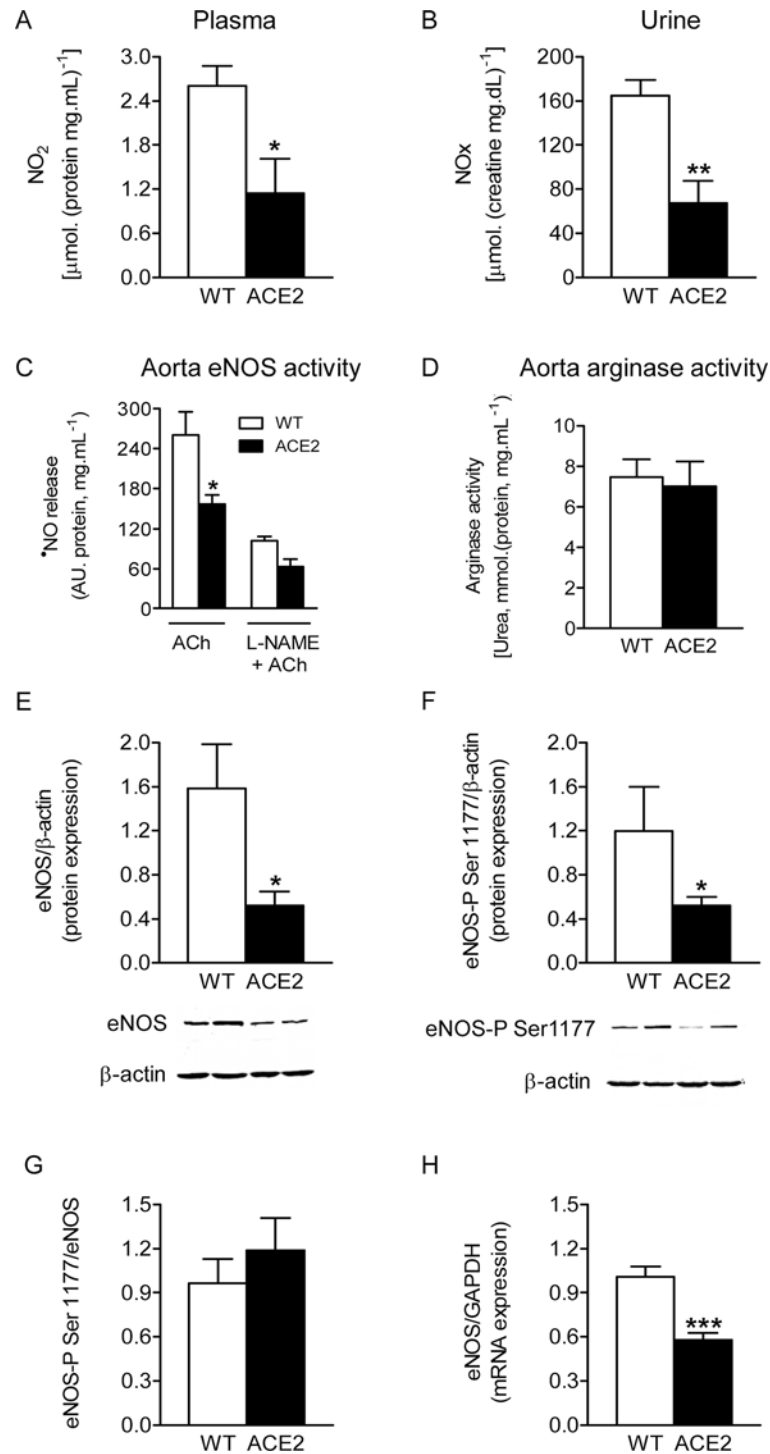 A Plasma
NO2
[μmol. (protein mg.mL)-1]
3.0
2.4
1.8
1.2
0.6
0.0
*
WT ACE2
B Urine
NOx
[μmol. (creatine mg.dL)-1]
200
160
120
80
40
0
**
WT ACE2
C Aorta eNOS activity
•NO release
(AU. protein, mg.mL-1)
300
240
180
120
60
0
WT
ACE2
*
ACh
L-NAME
+ ACh
D Aorta arginase activity
Arginase activity
[Urea, mmol.(protein, mg.mL-1)
8
6
4
2
0
WT ACE2
E
eNOS/β-actin
(protein expression)
2.0
1.6
1.2
0.8
0.4
0.0
*
WT ACE2
eNOS
β-actin
F
eNOS-P Ser 1177/β-actin
(protein expression)
2.0
1.6
1.2
0.8
0.4
0.0
*
WT ACE2
eNOS-P Ser1177
β-actin
G
eNOS-P Ser 1177/eNOS
1.5
1.2
0.9
0.6
0.3
0.0
WT ACE2
H
eNOS/GAPDH
(mRNA expression)
1.5
1.2
0.9
0.6
0.3
0.0
***
WT ACE2